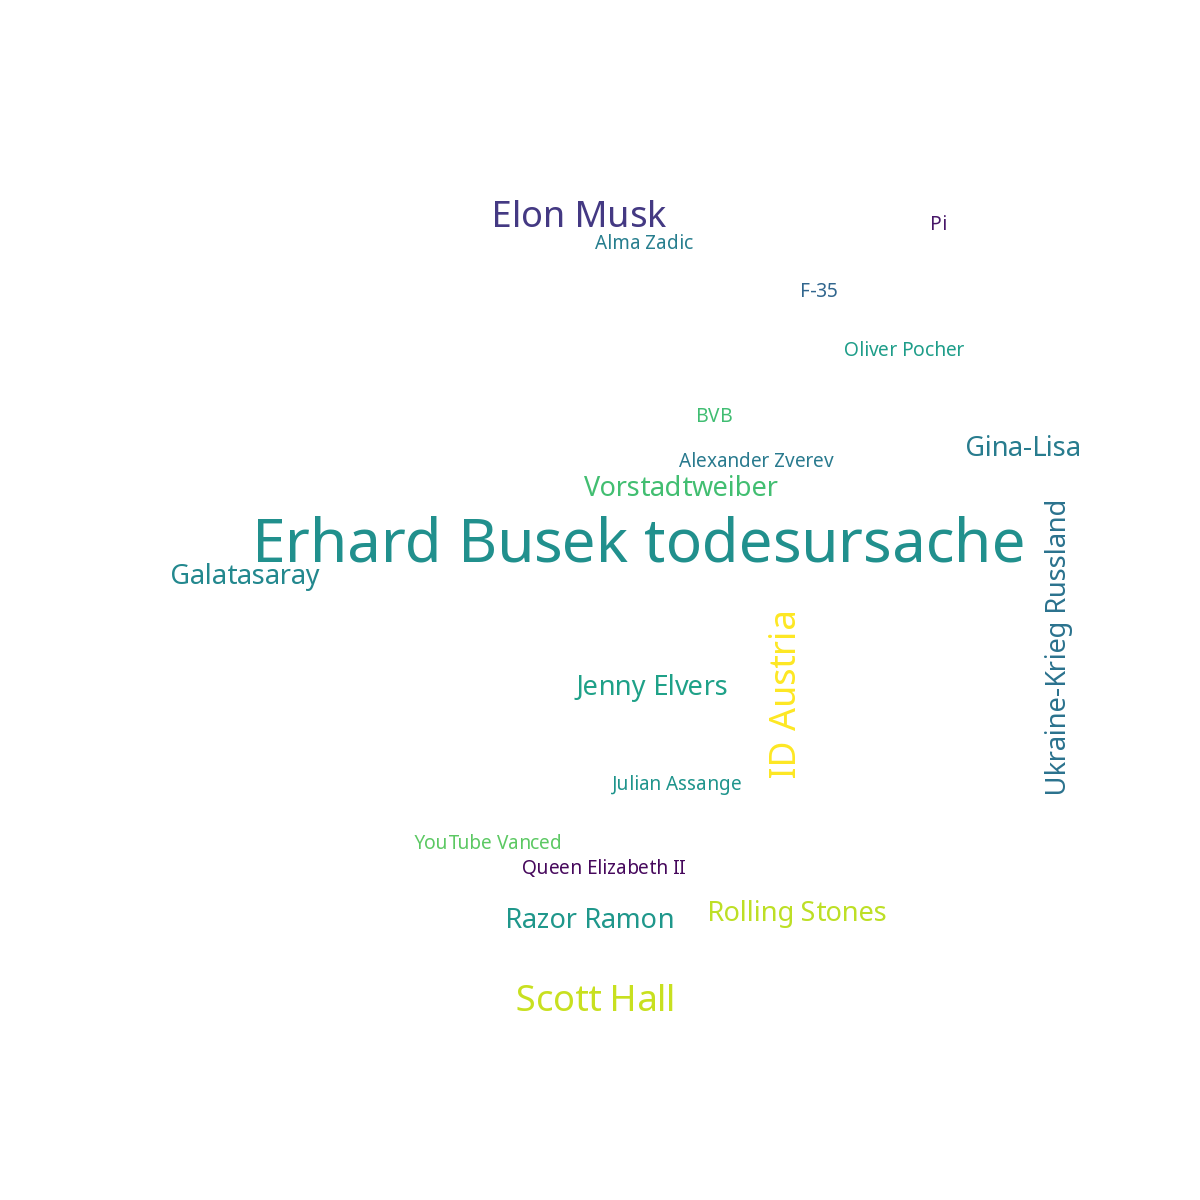 Elon Musk
Pi
Alma Zadic
F-35
Oliver Pocher
BVB
Gina-Lisa
Alexander Zverev
Vorstadtweiber
Erhard Busek todesursache
Galatasaray
Ukraine-Krieg Russland
ID Austria
Jenny Elvers
Julian Assange
YouTube Vanced
Queen Elizabeth II
Rolling Stones
Razor Ramon
Scott Hall